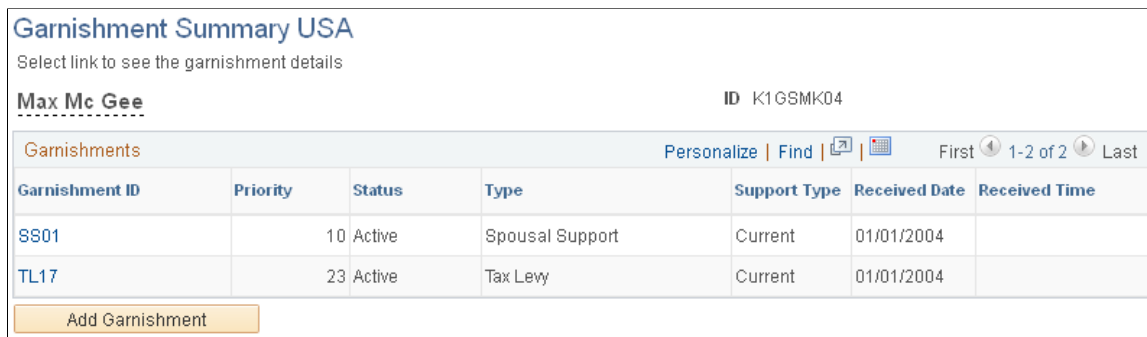 Garnishment Summary USA
Select link to see the garnishment details
Max Mc Gee ID K1GSMK04
Garnishments Personalize | Find | | First 1-2 of 2 Last
Garnishment ID Priority Status Type Support Type Received Date Received Time
SS01 10 Active Spousal Support Current 01/01/2004
TL17 23 Active Tax Levy Current 01/01/2004
Add Garnishment